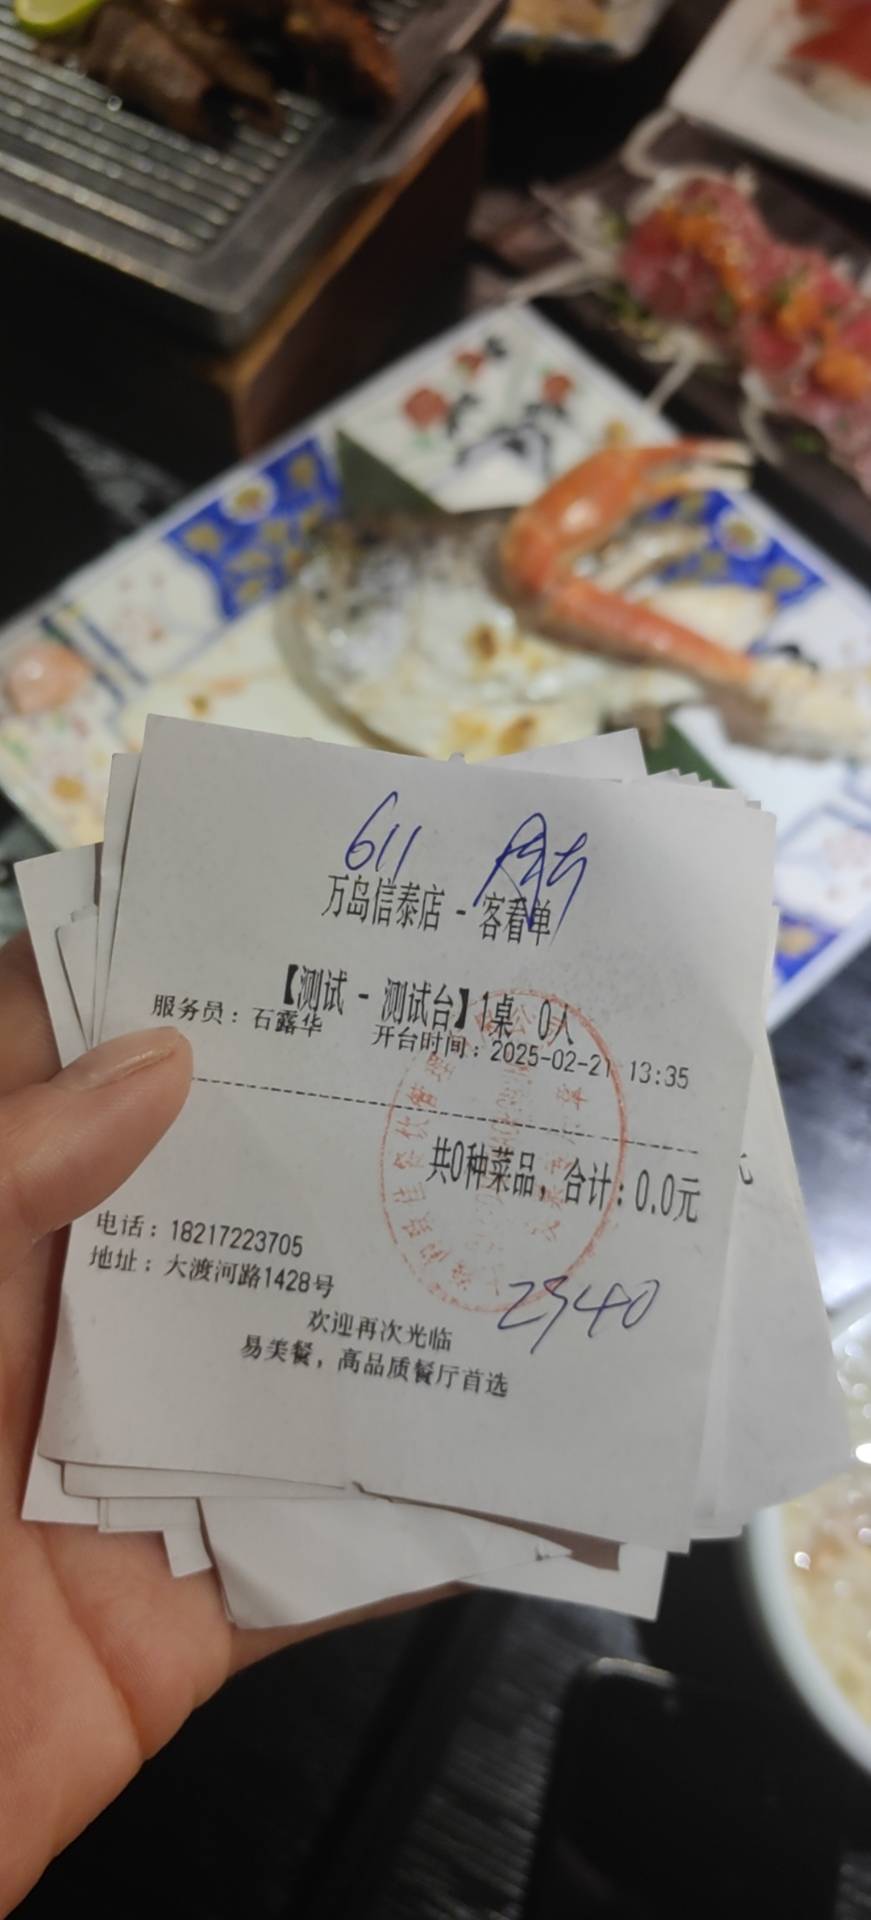 611
万岛信泰店 - 客看单
【测试 - 测试台】1桌 0人
服务员：石露华 开台时间：2025-02-21 13:35
共0种菜品，合计：0.0元
电话：18217223705
地址：大渡河路1428号
2940
欢迎再次光临
易美餐，高品质餐厅首选
元